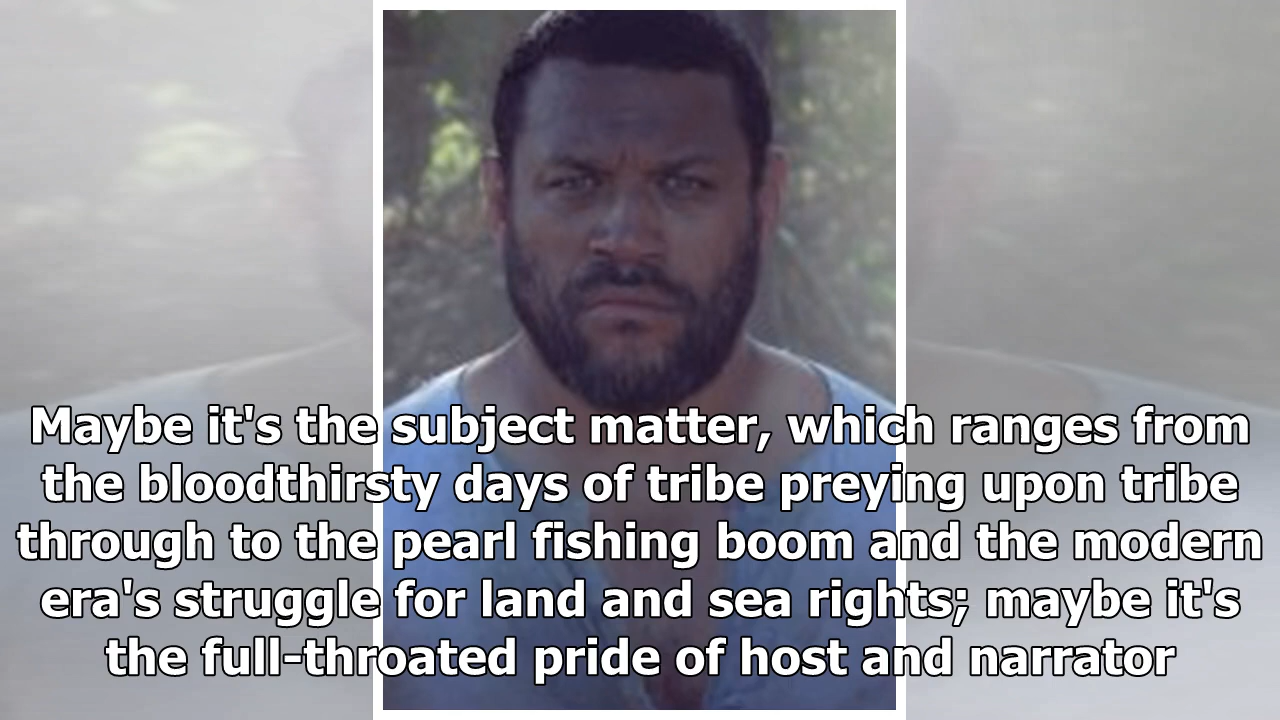 Maybe it's the subject matter, which ranges from
the bloodthirsty days of tribe preying upon tribe
through to the pearl fishing boom and the modern
era's struggle for land and sea rights; maybe it's
the full-throated pride of host and narrator